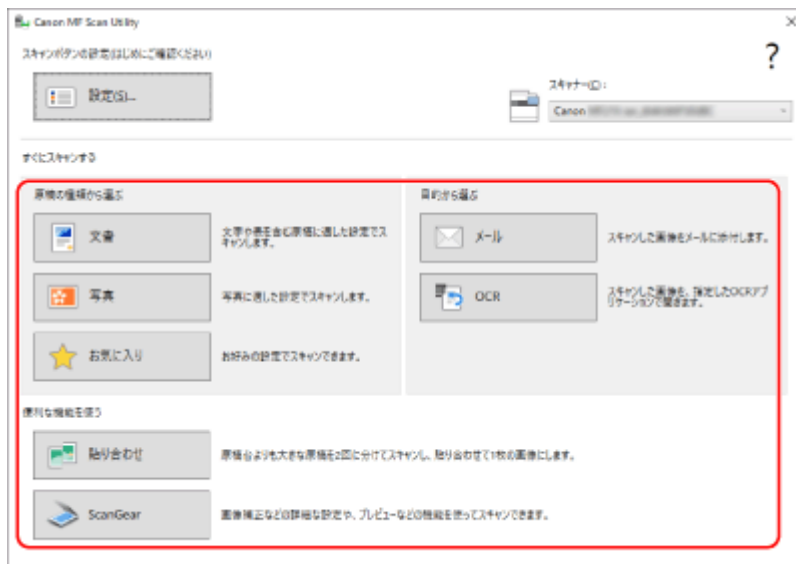 Canon MF Scan Utility
スキャンボタンの設定(はじめにご確認ください)
?
設定(S)...
スキャナー(C):
Canon
すぐにスキャンする
原稿の種類から選ぶ
目的から選ぶ
文書
文字や表を含む原稿に適した設定でス
キャンします。
メール
スキャンした画像をメールに添付します。
写真
写真に適した設定でスキャンします。
OCR
スキャンした画像を、指定したOCRアプ
リケーションで開きます。
お気に入り
お好みの設定でスキャンできます。
便利な機能を使う
貼り合わせ
原稿台よりも大きな原稿を2回に分けてスキャンし、貼り合わせて1枚の画像にします。
ScanGear
画像補正などの詳細な設定や、プレビューなどの機能を使ってスキャンできます。